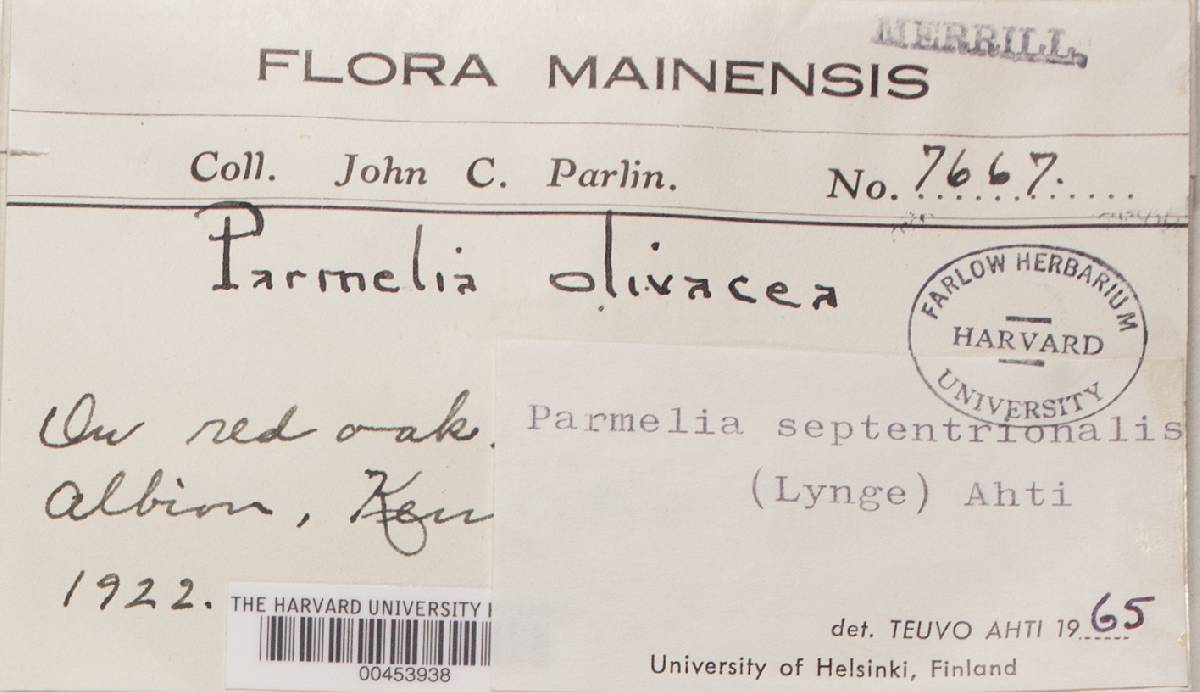 MERRILL.
FLORA MAINENSIS
Coll. John C. Parlin. No. 7667.
Parmelia olivacea
FARLOW HERBARIUM
HARVARD
UNIVERSITY
On red oak.
Albion, Ken
1922.
Parmelia septentrionalis
(Lynge) Ahti
THE HARVARD UNIVERSITY
00453938
det. TEUVO AHTI 1965
University of Helsinki, Finland